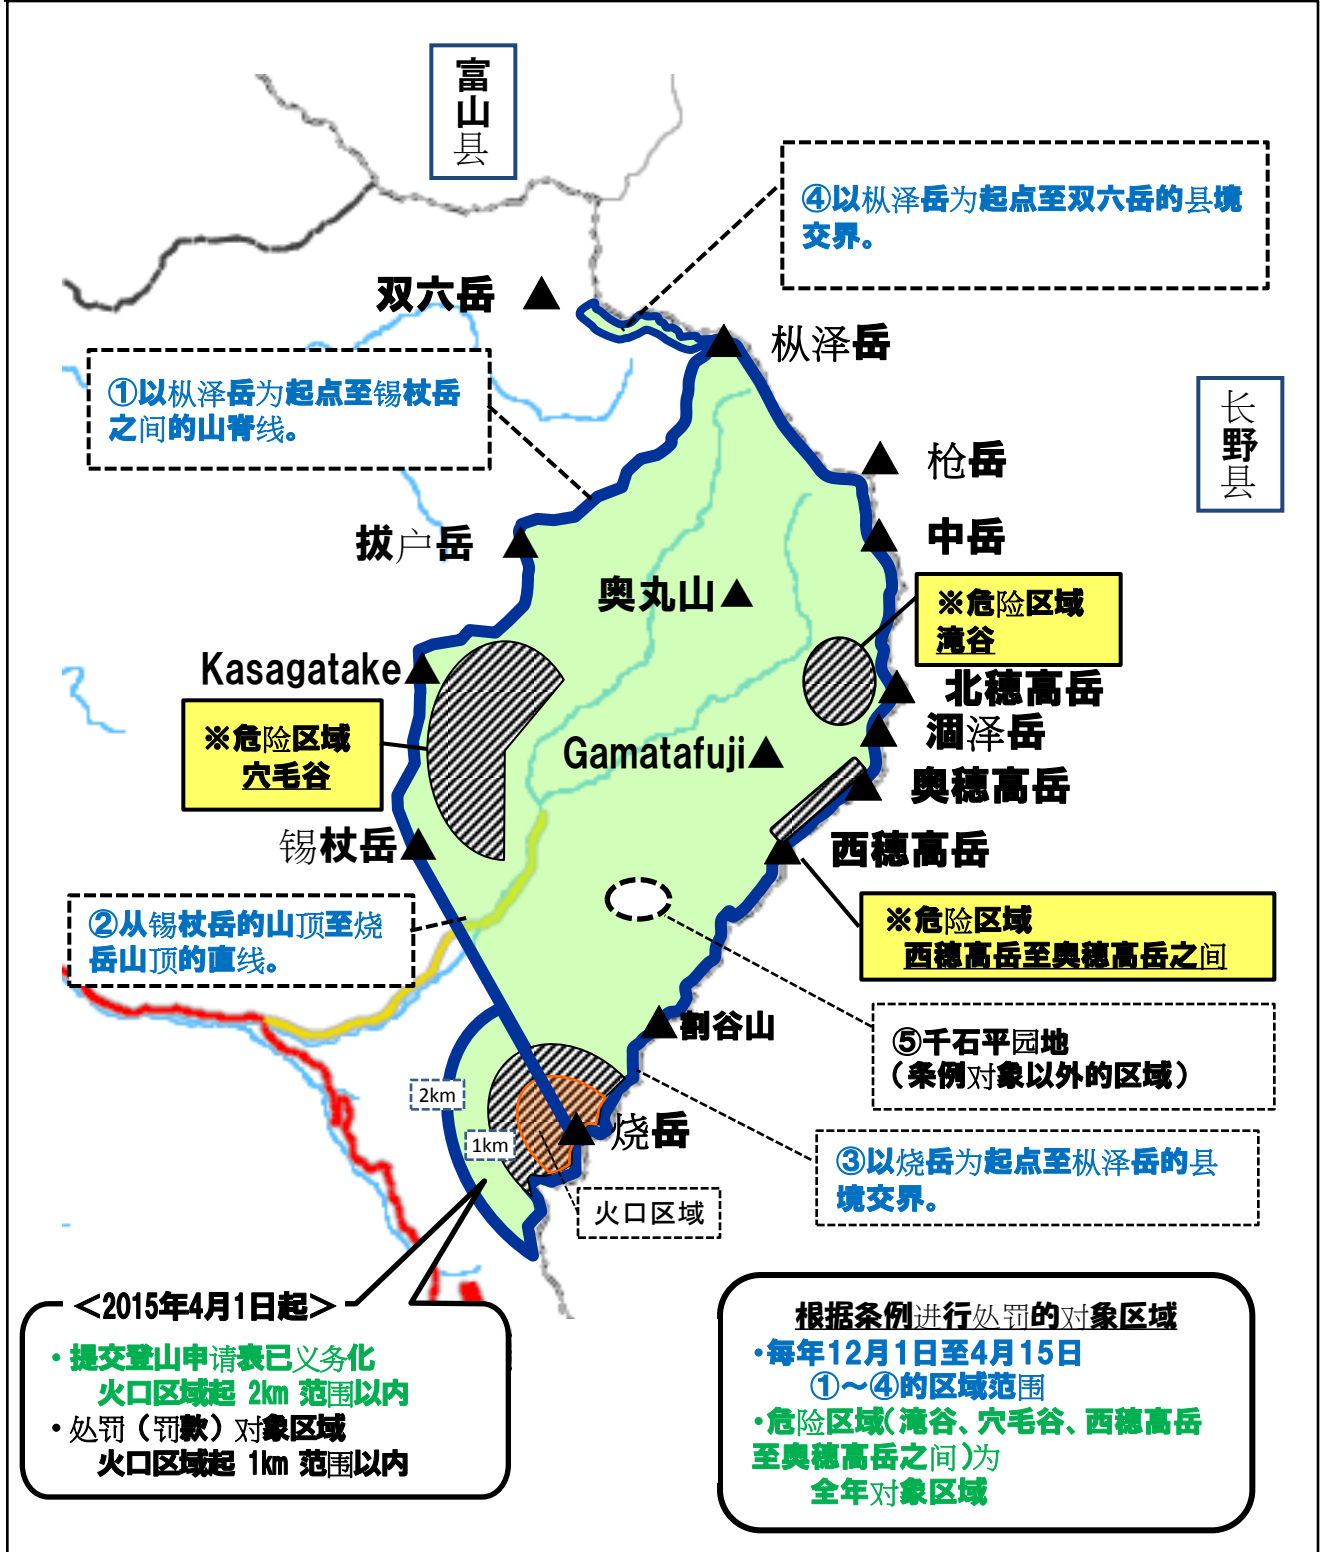 富山县
④以枞泽岳为起点至双六岳的县境
交界。
双六岳
枞泽岳
①以枞泽岳为起点至锡杖岳
之间的山脊线。
长野县
枪岳
拔户岳
中岳
奥丸山
※危险区域
滝谷
Kasagatake
北穗高岳
※危险区域
穴毛谷
涸泽岳
Gamatafuji
奥穗高岳
锡杖岳
西穗高岳
②从锡杖岳的山顶至烧
岳山顶的直线。
※危险区域
西穗高岳至奥穗高岳之间
割谷山
⑤千石平园地
（条例对象以外的区域）
2km
1km
烧岳
③以烧岳为起点至枞泽岳的县
境交界。
火口区域
＜2015年4月1日起＞
・提交登山申请表已义务化
火口区域起 2km 范围以内
・处罚（罚款）对象区域
火口区域起 1km 范围以内
根据条例进行处罚的对象区域
・每年12月1日至4月15日
①～④的区域范围
・危险区域（滝谷、穴毛谷、西穗高岳
至奥穗高岳之间）为
全年对象区域